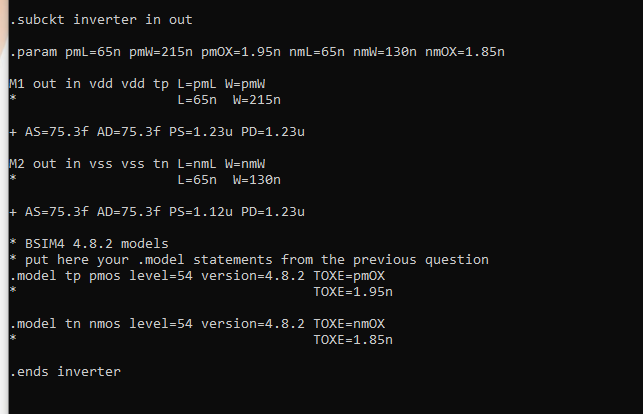 .subckt inverter in out
.param pmL=65n pmW=215n pmOX=1.95n nmL=65n nmW=130n nmOX=1.85n
M1 out in vdd vdd tp L=pmL W=pmW
*                    L=65n  W=215n
+ AS=75.3f AD=75.3f PS=1.23u PD=1.23u
M2 out in vss vss tn L=nmL W=nmW
*                    L=65n  W=130n
+ AS=75.3f AD=75.3f PS=1.12u PD=1.23u
* BSIM4 4.8.2 models
* put here your .model statements from the previous question
.model tp pmos level=54 version=4.8.2 TOXE=pmOX
*                                     TOXE=1.95n
.model tn nmos level=54 version=4.8.2 TOXE=nmOX
*                                     TOXE=1.85n
.ends inverter